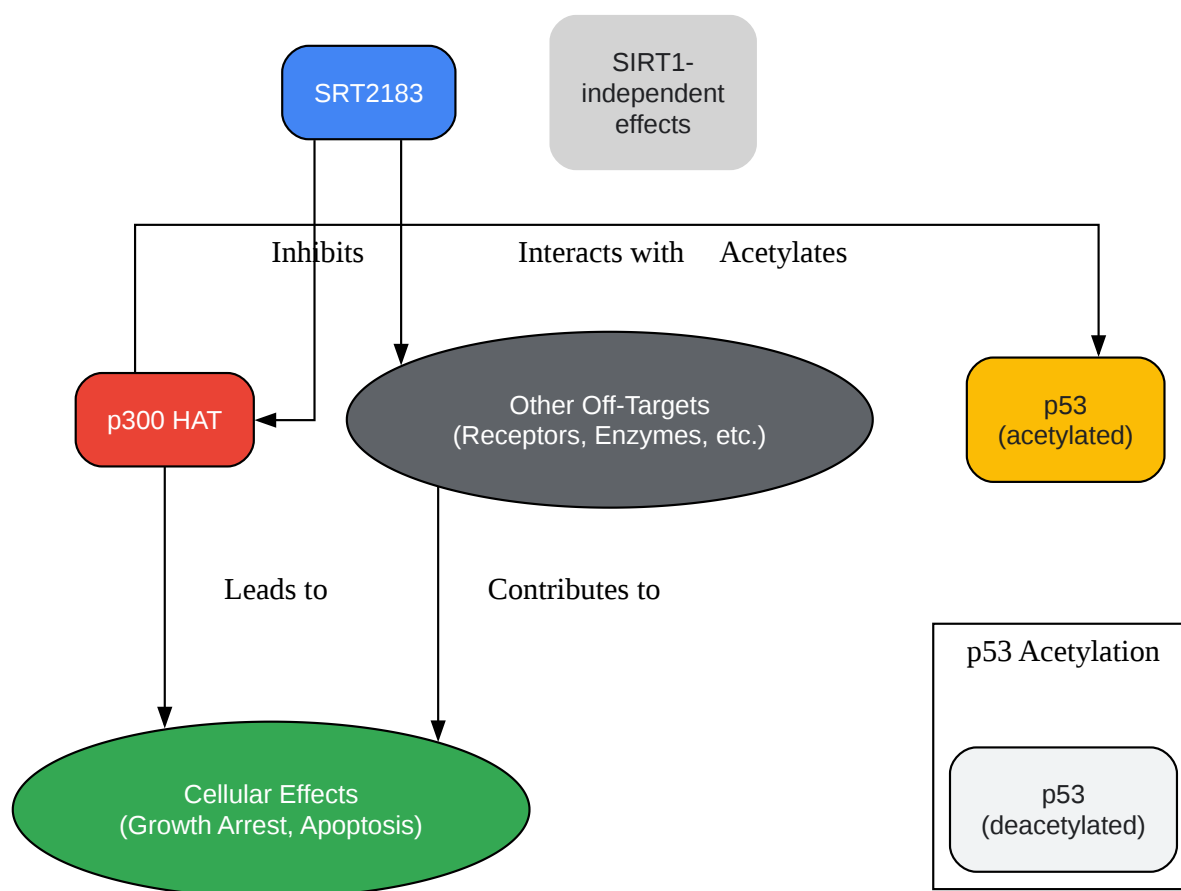 SRT2183
SIRT1-
independent
effects
Inhibits
Interacts with
Acetylates
p300 HAT
Other Off-Targets
(Receptors, Enzymes, etc.)
p53
(acetylated)
Leads to
Contributes to
p53 Acetylation
Cellular Effects
(Growth Arrest, Apoptosis)
p53
(deacetylated)